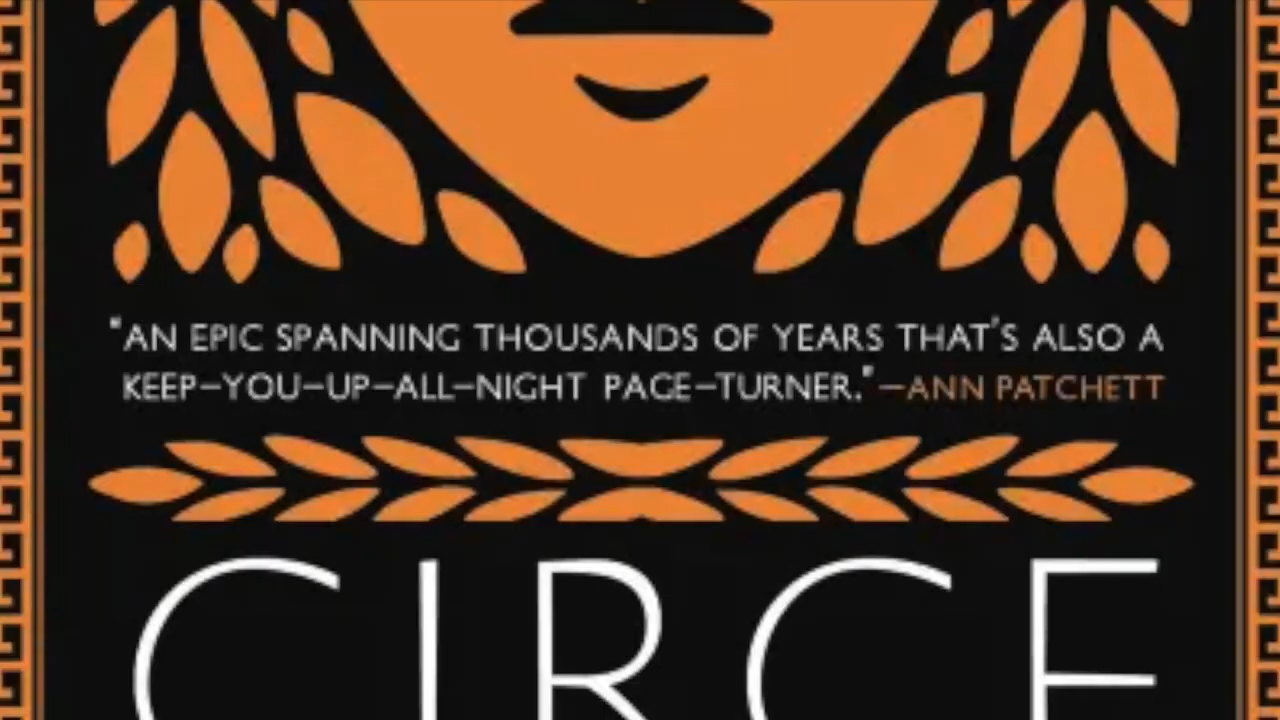 "AN EPIC SPANNING THOUSANDS OF YEARS THAT'S ALSO A
KEEP–YOU–UP–ALL–NIGHT PAGE–TURNER."–ANN PATCHETT
CIRCE